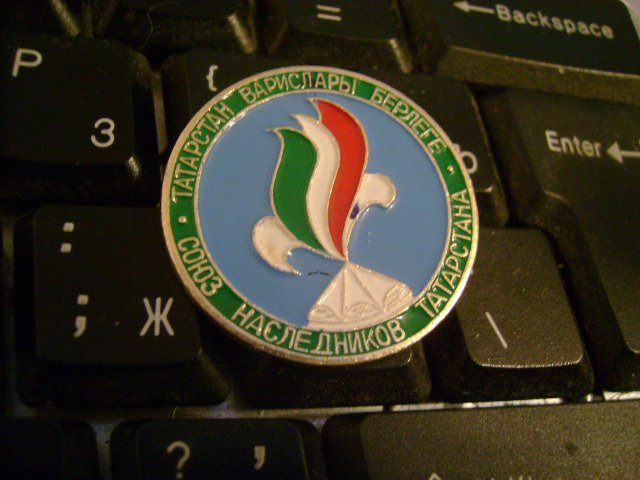 =
←Backspace
P
З
{
Ъ
Enter←
ТАТАРСТАН ВАРИСЛАРЫ БЕРЛЕГЕ
СОЮЗ НАСЛЕДНИКОВ ТАТАРСТАНА
:
;
Ж
\
?
,